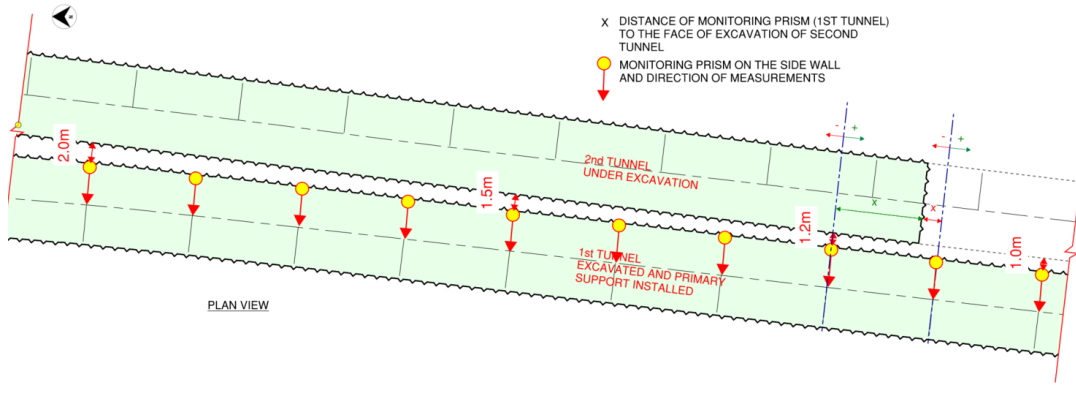 X DISTANCE OF MONITORING PRISM (1ST TUNNEL)
TO THE FACE OF EXCAVATION OF SECOND
TUNNEL
MONITORING PRISM ON THE SIDE WALL
AND DIRECTION OF MEASUREMENTS
- +
- +
2.0m
2nd TUNNEL
UNDER EXCAVATION
1.5m
x
x
1.2m
1.0m
1st TUNNEL
EXCAVATED AND PRIMARY
SUPPORT INSTALLED
PLAN VIEW